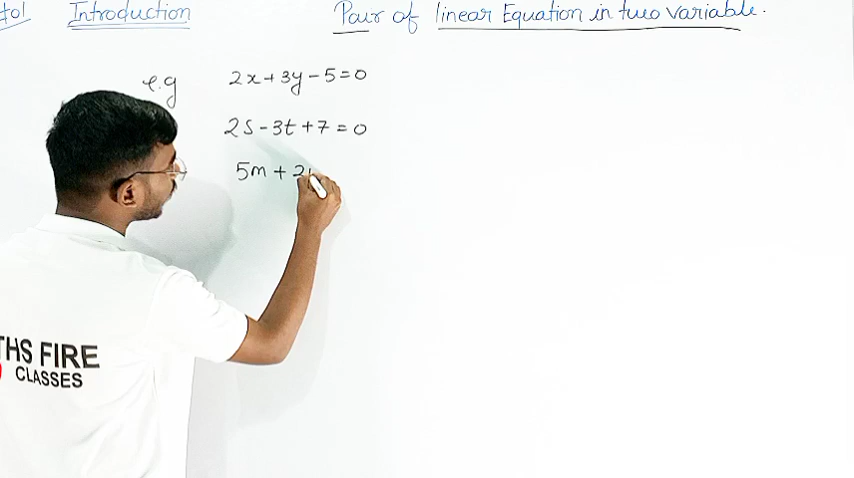 Introduction Pair of linear Equation in two variable.
e.g 2x+3y-5=0
2s-3t+7=0
5m+2
THS FIRE
CLASSES